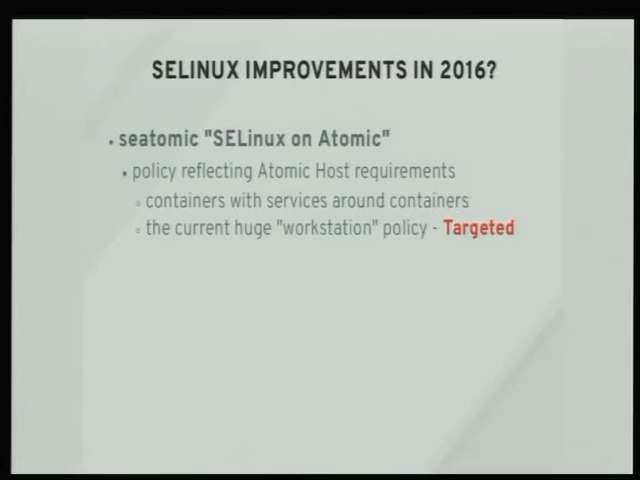 SELINUX IMPROVEMENTS IN 2016?
• seatomic "SELinux on Atomic"
• policy reflecting Atomic Host requirements
◦ containers with services around containers
◦ the current huge "workstation" policy - Targeted